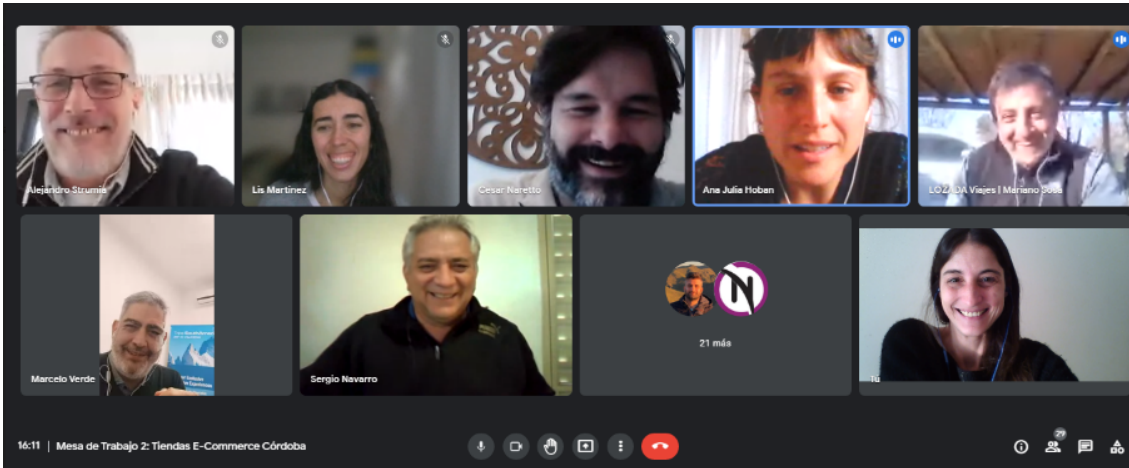 Alejandro Strumia
Lis Martinez
Cesar Naretto
Ana Julia Hoban
LOZADA Viajes | Mariano Sosa
Marcelo Verde
Sergio Navarro
N
21 más
Tú
16:11 | Mesa de Trabajo 2: Tiendas E-Commerce Córdoba
29